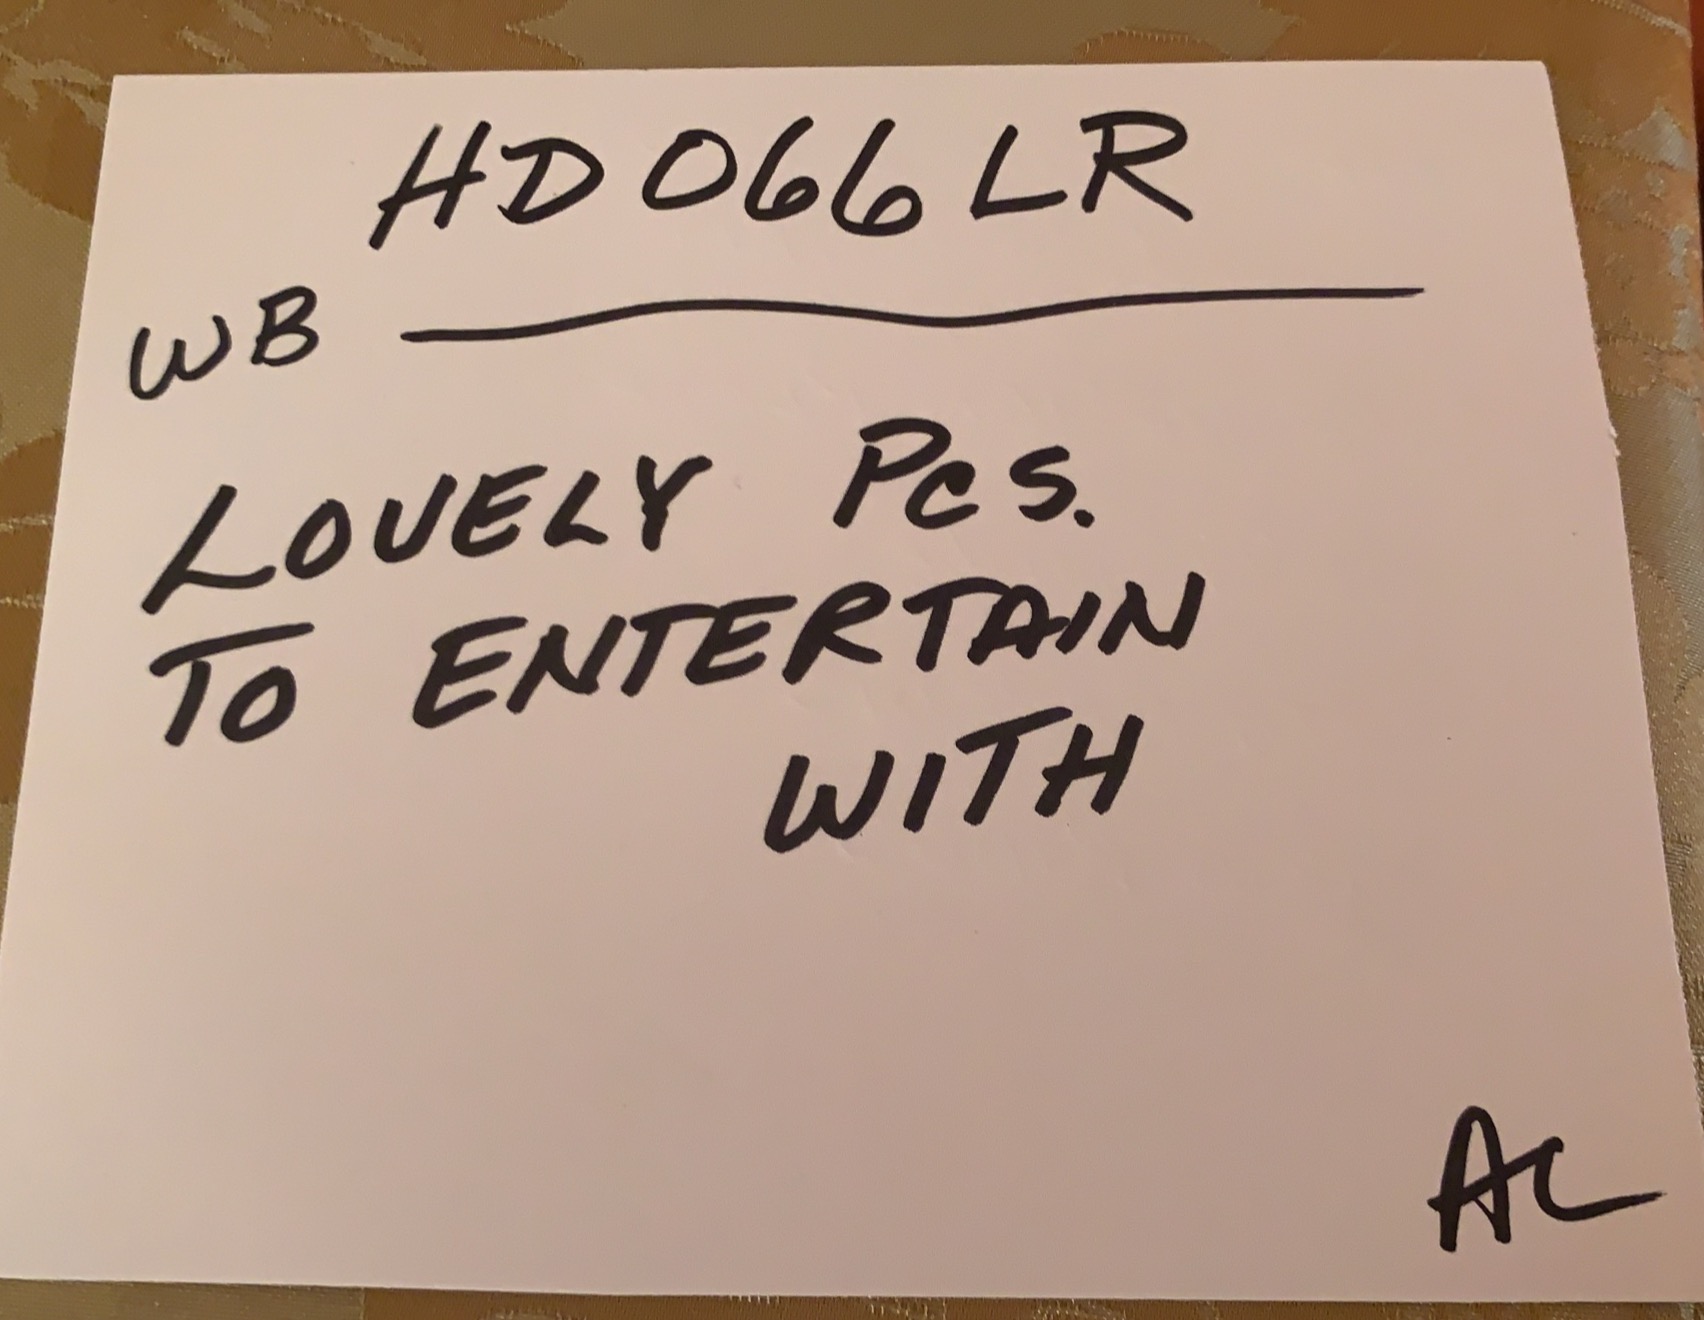 HD066LR
WB
LOVELY Pcs.
TO ENTERTAIN
WITH
AC